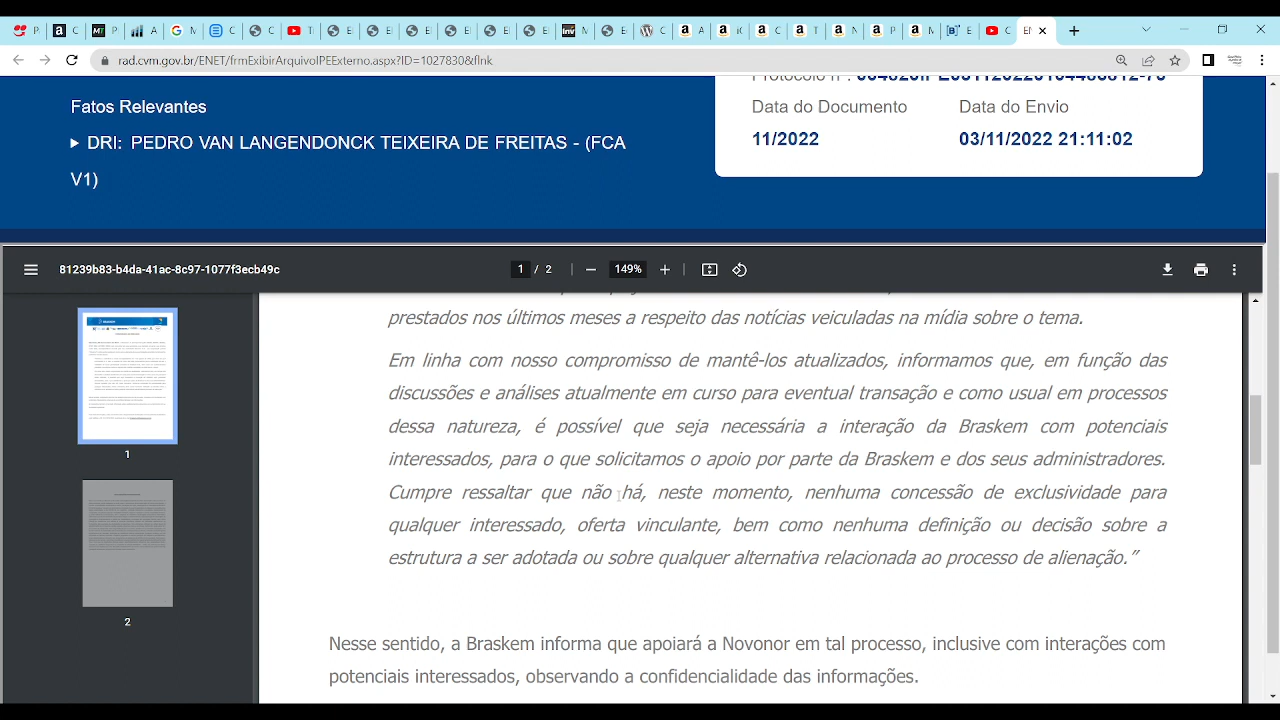 rad.cvm.gov.br/ENET/frmExibirArquivoIPEExterno.aspx?ID=1027830&flnk
Fatos Relevantes
DRI: PEDRO VAN LANGENDONCK TEIXEIRA DE FREITAS - (FCA
V1)
Data do Documento
Data do Envio
11/2022
03/11/2022 21:11:02
81239b83-b4da-41ac-8c97-1077f3ecb49c
1 / 2
149%
1
2
prestados nos últimos meses a respeito das notícias veiculadas na mídia sobre o tema.
Em linha com nosso compromisso de mantê-los atualizados, informamos que, em função das
discussões e análises atualmente em curso para eventual transação e como usual em processos
dessa natureza, é possível que seja necessária a interação da Braskem com potenciais
interessados, para o que solicitamos o apoio por parte da Braskem e dos seus administradores.
Cumpre ressaltar que não há, neste momento, nenhuma concessão de exclusividade para
qualquer interessado, oferta vinculante, bem como nenhuma definição ou decisão sobre a
estrutura a ser adotada ou sobre qualquer alternativa relacionada ao processo de alienação.”
Nesse sentido, a Braskem informa que apoiará a Novonor em tal processo, inclusive com interações com
potenciais interessados, observando a confidencialidade das informações.